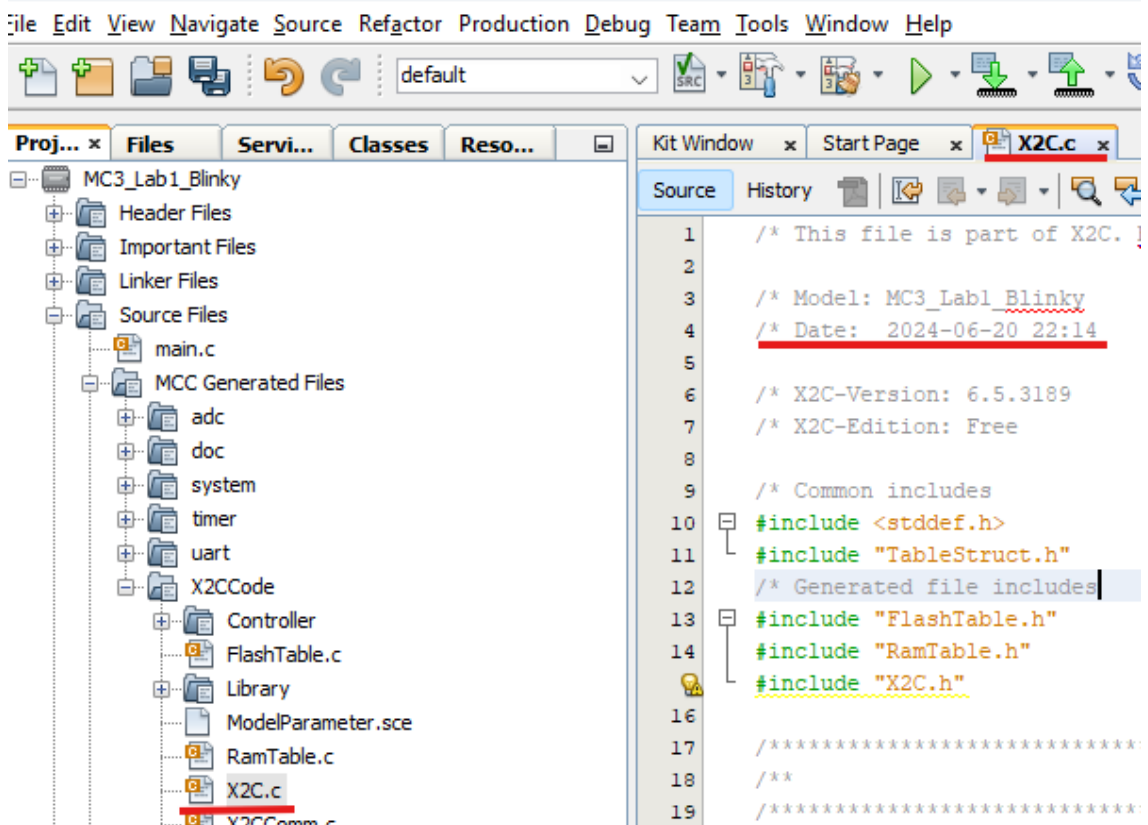 File Edit View Navigate Source Refactor Production Debug Team Tools Window Help
default
SRC
Proj... x Files Servi... Classes Reso...
Kit Window x Start Page x X2C.c x
Source History
MC3_Lab1_Blinky
Header Files
Important Files
Linker Files
Source Files
main.c
MCC Generated Files
adc
doc
system
timer
uart
X2CCode
Controller
FlashTable.c
Library
ModelParameter.sce
RamTable.c
X2C.c
X2CComm.c
1 /* This file is part of X2C.
2
3 /* Model: MC3_Lab1_Blinky
4 /* Date:  2024-06-20 22:14
5
6 /* X2C-Version: 6.5.3189
7 /* X2C-Edition: Free
8
9 /* Common includes
10 #include <stddef.h>
11 #include "TableStruct.h"
12 /* Generated file includes
13 #include "FlashTable.h"
14 #include "RamTable.h"
#include "X2C.h"
16
17 /*****************************
18 /**
19 /*****************************